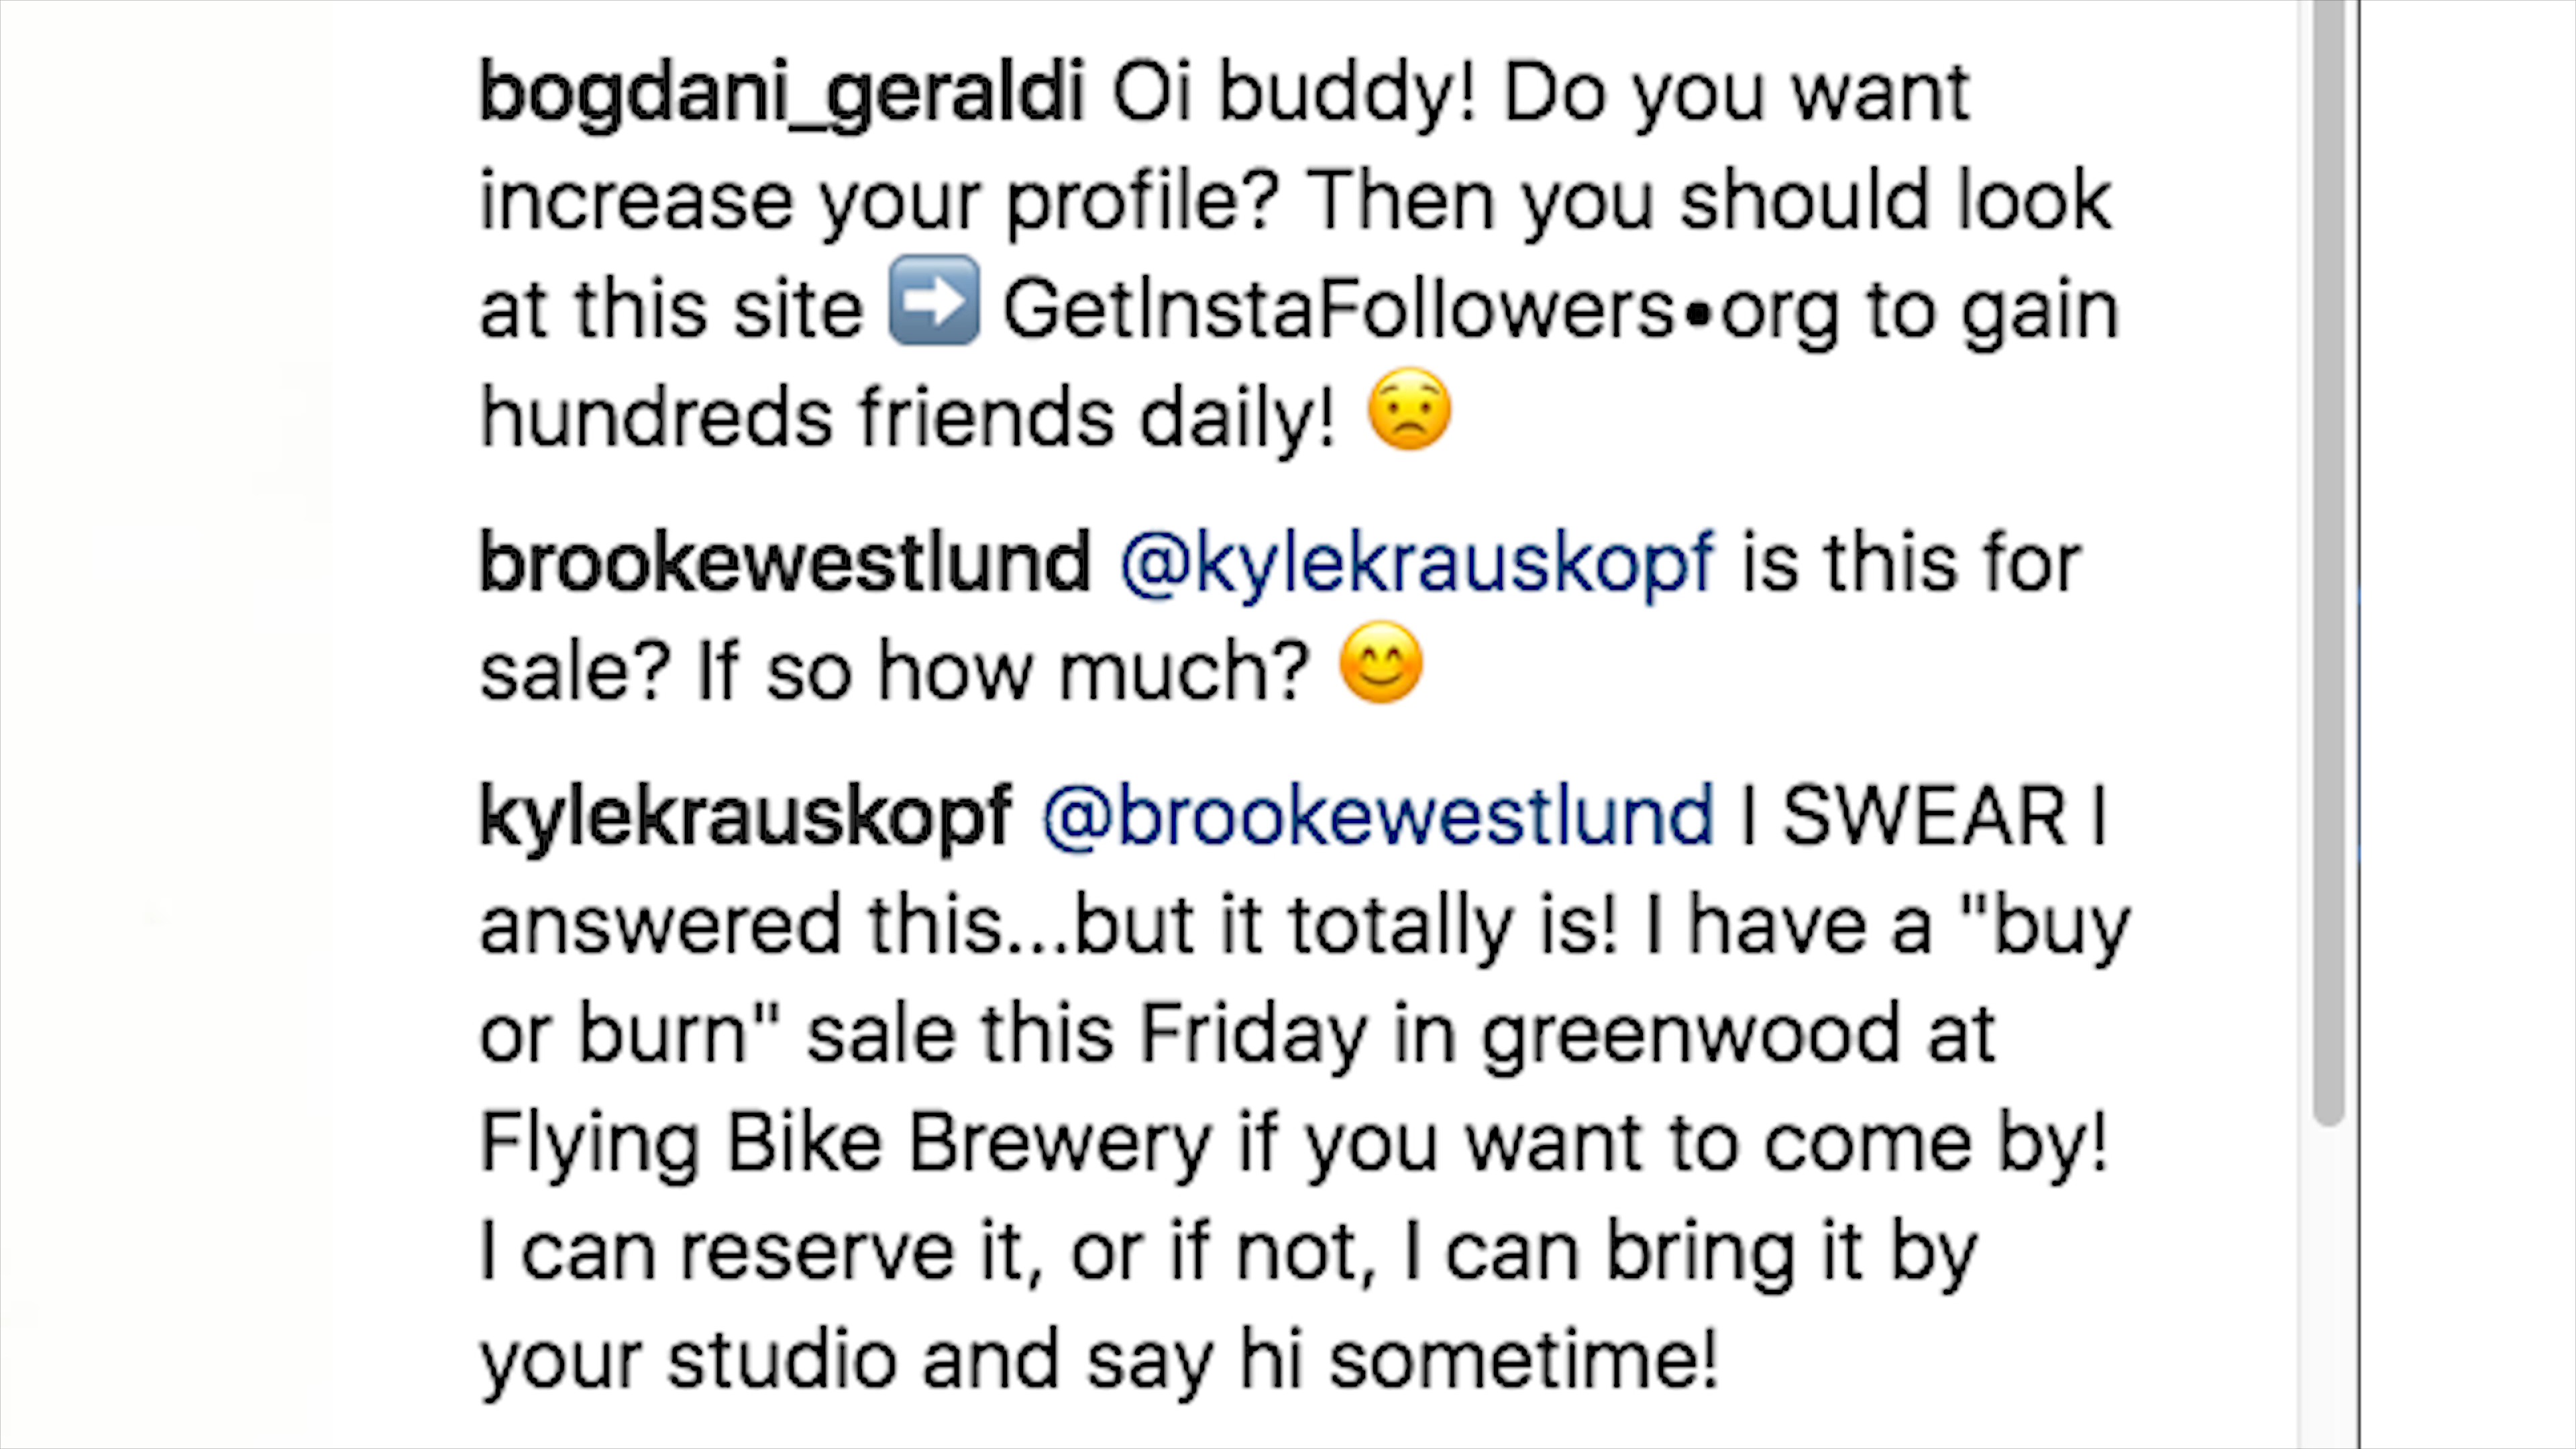 bogdani_geraldi Oi buddy! Do you want
increase your profile? Then you should look
at this site ➡️ GetInstaFollowers•org to gain
hundreds friends daily! 😟
brookewestlund @kylekrauskopf is this for
sale? If so how much? 😊
kylekrauskopf @brookewestlund I SWEAR I
answered this...but it totally is! I have a "buy
or burn" sale this Friday in greenwood at
Flying Bike Brewery if you want to come by!
I can reserve it, or if not, I can bring it by
your studio and say hi sometime!